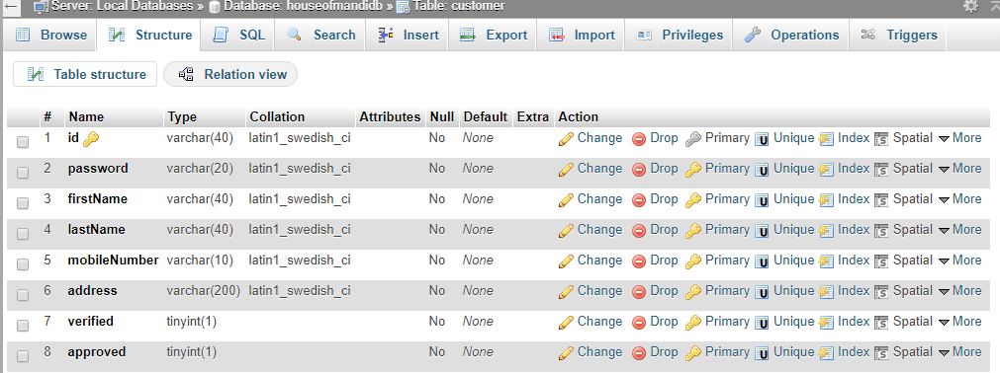 Server: Local Databases » Database: houseofmandidb » Table: customer
Browse Structure SQL Search Insert Export Import Privileges Operations Triggers
Table structure Relation view
# Name Type Collation Attributes Null Default Extra Action
1 id varchar(40) latin1_swedish_ci No None Change Drop Primary Unique Index Spatial More
2 password varchar(20) latin1_swedish_ci No None Change Drop Primary Unique Index Spatial More
3 firstName varchar(40) latin1_swedish_ci No None Change Drop Primary Unique Index Spatial More
4 lastName varchar(40) latin1_swedish_ci No None Change Drop Primary Unique Index Spatial More
5 mobileNumber varchar(10) latin1_swedish_ci No None Change Drop Primary Unique Index Spatial More
6 address varchar(200) latin1_swedish_ci No None Change Drop Primary Unique Index Spatial More
7 verified tinyint(1) No None Change Drop Primary Unique Index Spatial More
8 approved tinyint(1) No None Change Drop Primary Unique Index Spatial More